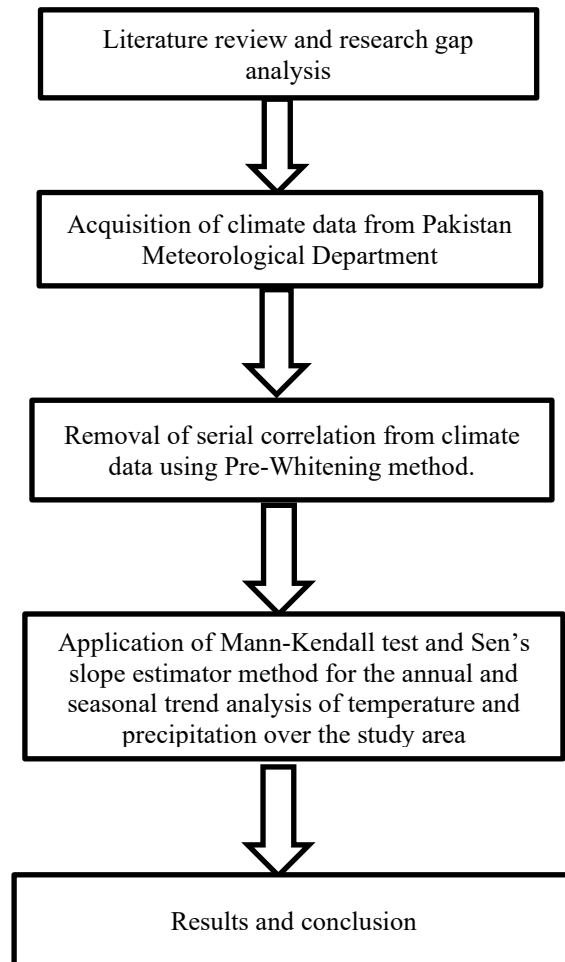 Literature review and research gap
analysis
Acquisition of climate data from Pakistan
Meteorological Department
Removal of serial correlation from climate
data using Pre-Whitening method.
Application of Mann-Kendall test and Sen’s
slope estimator method for the annual and
seasonal trend analysis of temperature and
precipitation over the study area
Results and conclusion